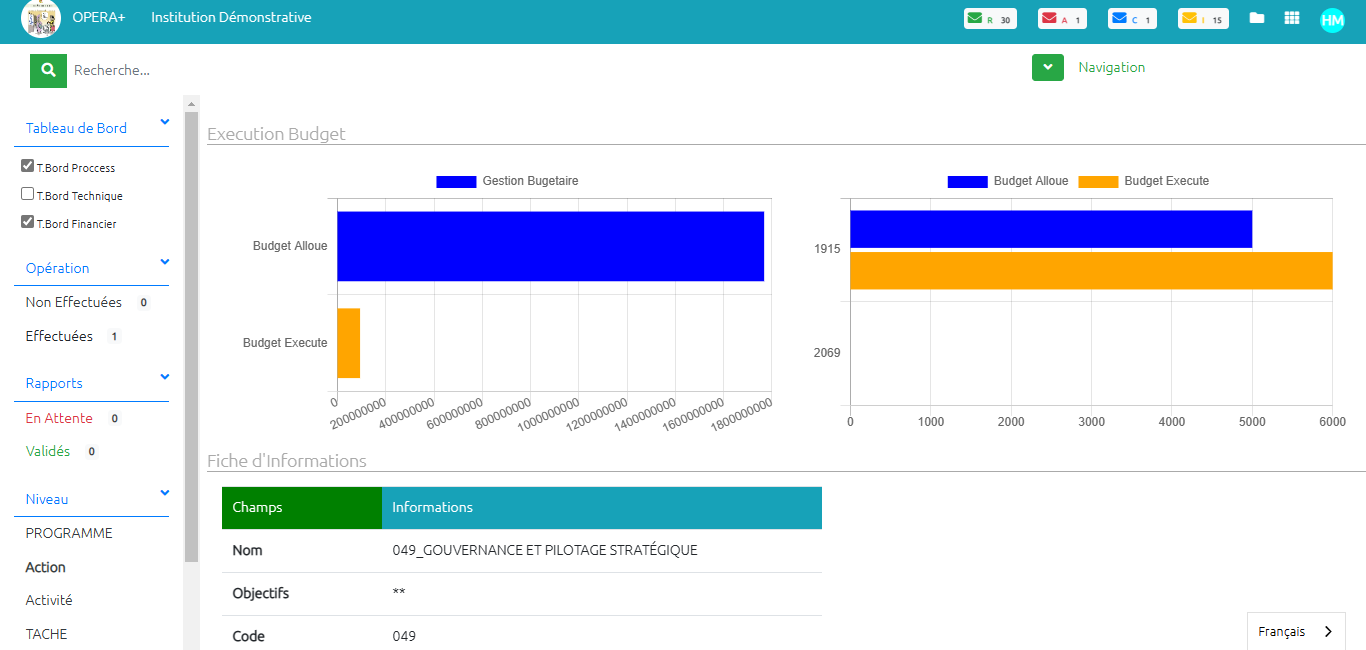 OPERA+ Institution Démonstrative R 30 A 1 C 1 I 15 HM
Recherche... Navigation
Tableau de Bord
T.Bord Proccess
T.Bord Technique
T.Bord Financier
Opération
Non Effectuées 0
Effectuées 1
Rapports
En Attente 0
Validés 0
Niveau
PROGRAMME
Action
Activité
TACHE
Execution Budget
Gestion Bugetaire
Budget Alloue
Budget Execute
0 200000000 400000000 600000000 800000000 1000000000 1200000000 1400000000 1600000000 1800000000
Budget Alloue Budget Execute
1915
2069
0 1000 2000 3000 4000 5000 6000
Fiche d'Informations
Champs Informations
Nom 049_GOUVERNANCE ET PILOTAGE STRATÉGIQUE
Objectifs **
Code 049
Français